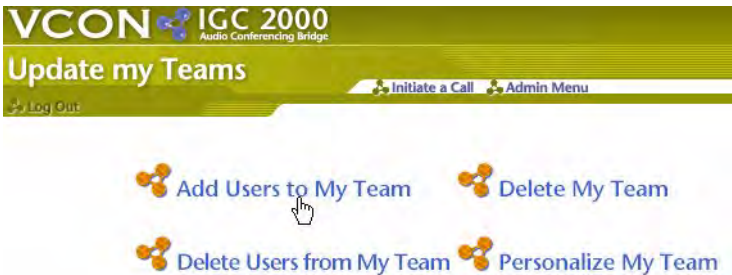 VCON IGC 2000
Audio Conferencing Bridge
Update my Teams
Initiate a Call Admin Menu
Log Out
Add Users to My Team Delete My Team
Delete Users from My Team Personalize My Team